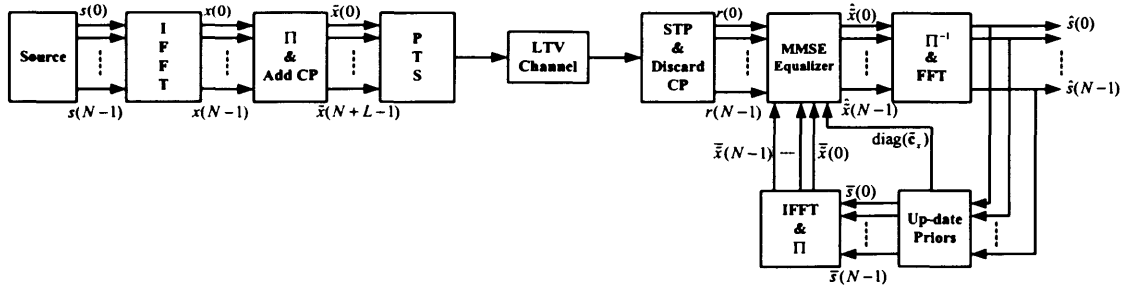 Source
s(0)
s(N−1)
I
F
F
T
x(0)
x(N−1)
Π
&
Add CP
x̃(0)
x̃(N+L−1)
P
T
S
LTV
Channel
STP
&
Discard
CP
r(0)
r(N−1)
MMSE
Equalizer
x̃̂(0)
x̃̂(N−1)
Π⁻¹
&
FFT
ŝ(0)
ŝ(N−1)
x̃̄(N−1)
x̃̄(0)
IFFT
&
Π
s̄(0)
s̄(N−1)
Up-date
Priors